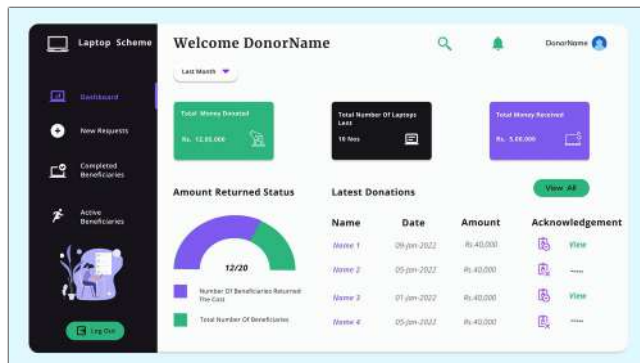 Laptop Scheme
Dashboard
New Requests
Completed
Beneficiaries
Active
Beneficiaries
Log Out
Welcome DonorName
DonorName
Last Month
Total Money Donated
Rs. 12,00,000
Total Number Of Laptops
Lent
10 Nos
Total Money Received
Rs. 5,00,000
Amount Returned Status
12/20
Number Of Beneficiaries Returned
The Cost
Total Number Of Beneficiaries
Latest Donations
View All
Name Date Amount Acknowledgement
Name 1 09-Jan-2022 Rs.40,000 View
Name 2 05-Jan-2022 Rs.40,000 -----
Name 3 01-Jan-2022 Rs.40,000 View
Name 4 05-Jan-2022 Rs.40,000 -----